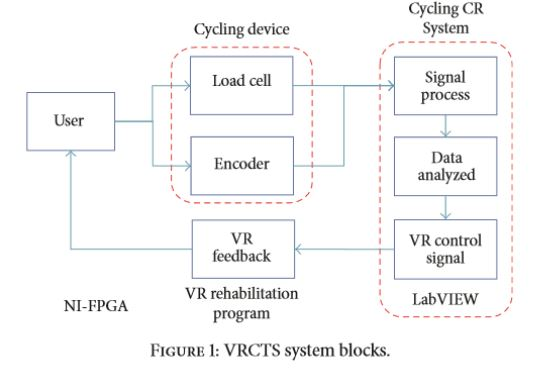 Cycling device
Cycling CR
System
User
Load cell
Encoder
Signal
process
Data
analyzed
VR control
signal
LabVIEW
VR
feedback
VR rehabilitation
program
NI-FPGA
FIGURE 1: VRCTS system blocks.